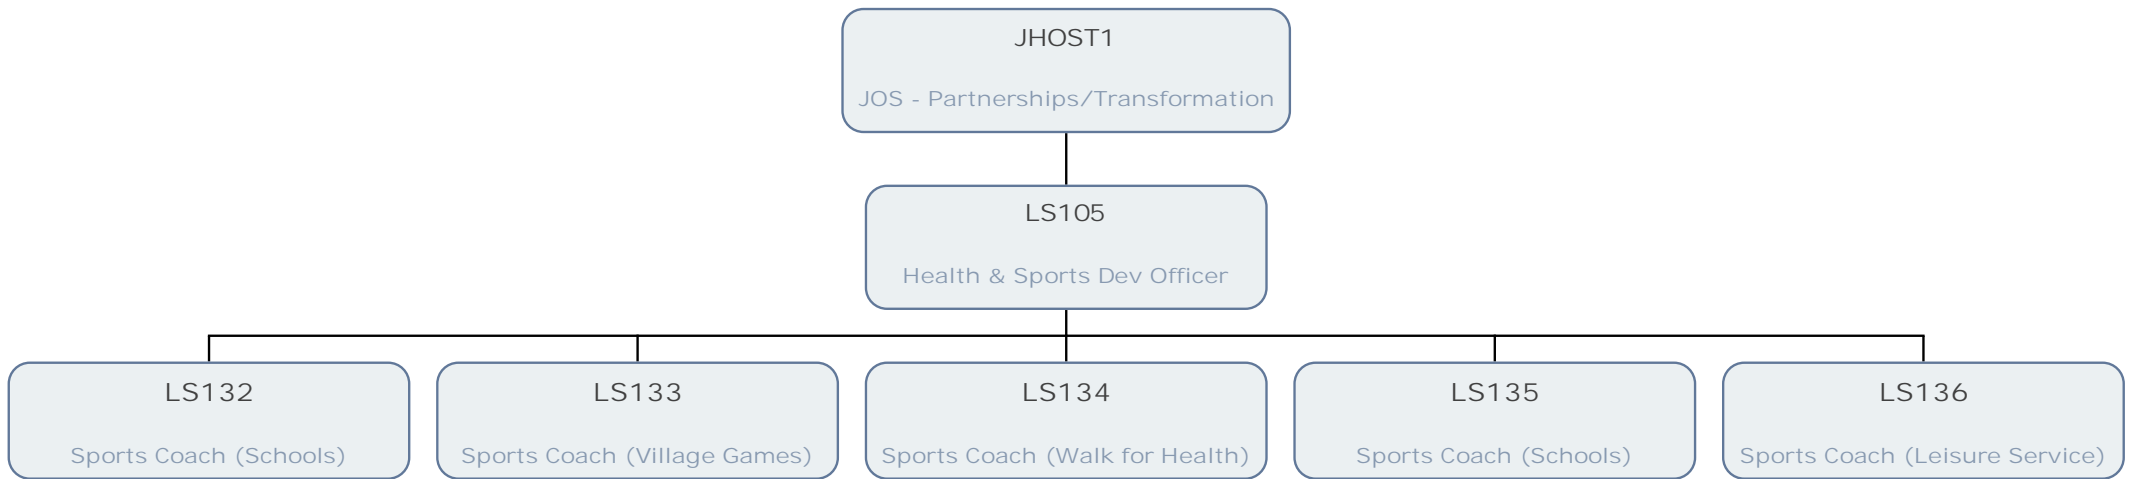 JHOST1
JOS - Partnerships/Transformation
LS105
Health & Sports Dev Officer
LS132
Sports Coach (Schools)
LS133
Sports Coach (Village Games)
LS134
Sports Coach (Walk for Health)
LS135
Sports Coach (Schools)
LS136
Sports Coach (Leisure Service)